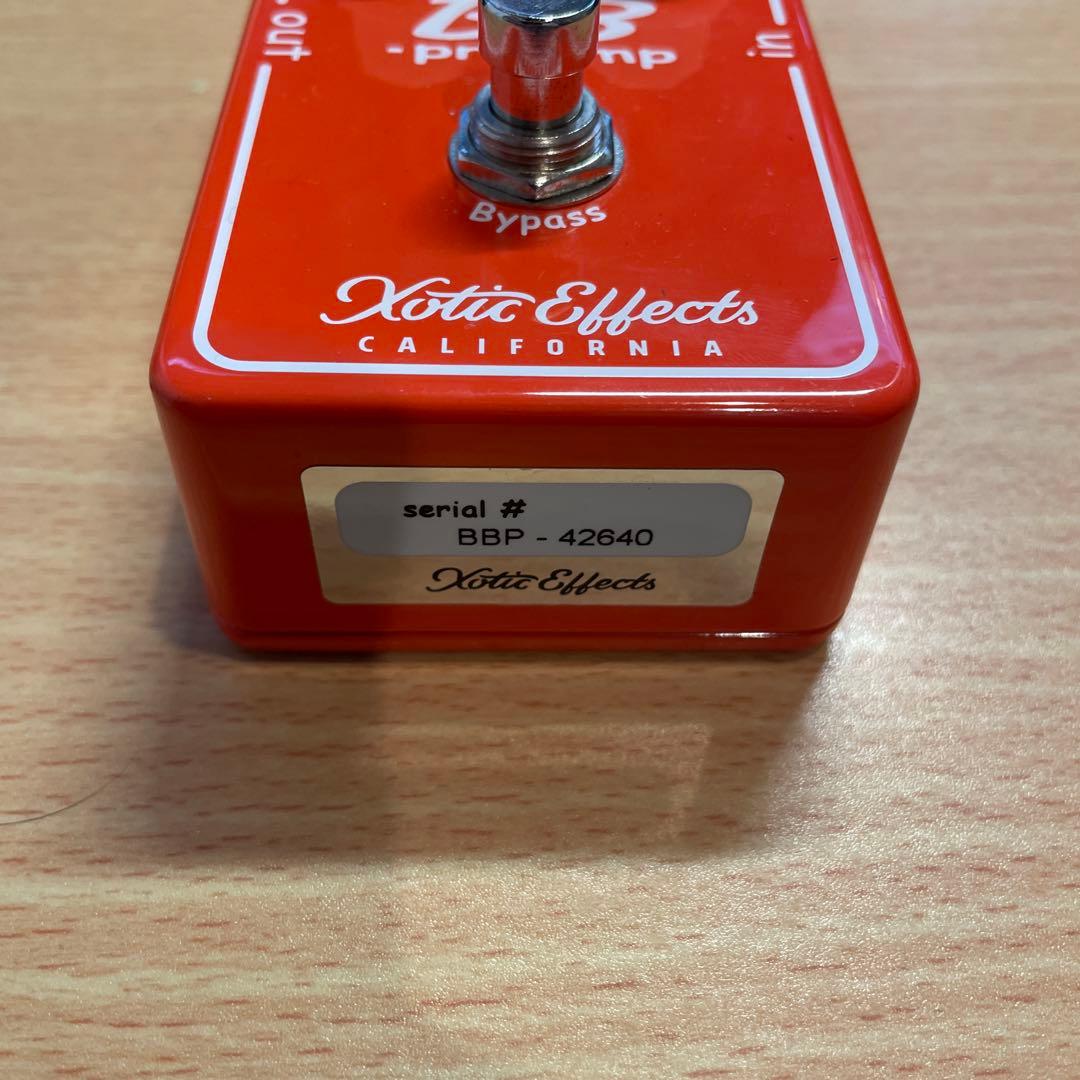 out
in
Bypass
Xotic Effects
CALIFORNIA
serial #
BBP - 42640
Xotic Effects